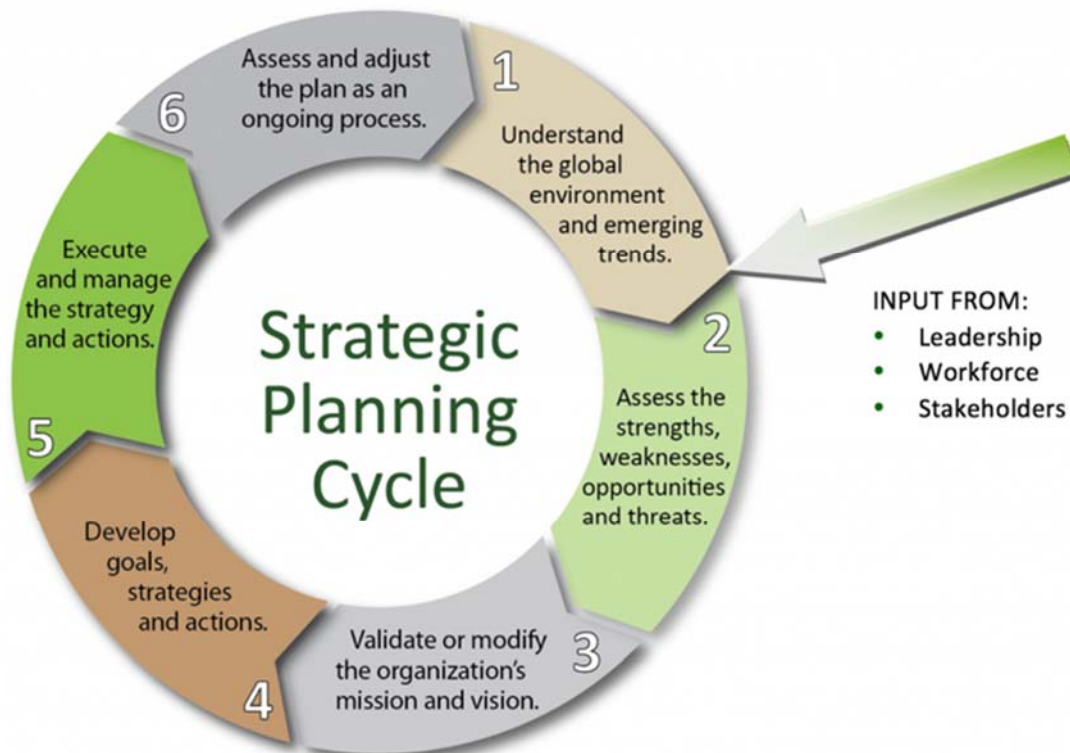 Strategic
Planning
Cycle
1
Understand
the global
environment
and emerging
trends.
2
Assess the
strengths,
weaknesses,
opportunities
and threats.
3
Validate or modify
the organization's
mission and vision.
4
Develop
goals,
strategies
and actions.
5
Execute
and manage
the strategy
and actions.
6
Assess and adjust
the plan as an
ongoing process.
INPUT FROM:
• Leadership
• Workforce
• Stakeholders